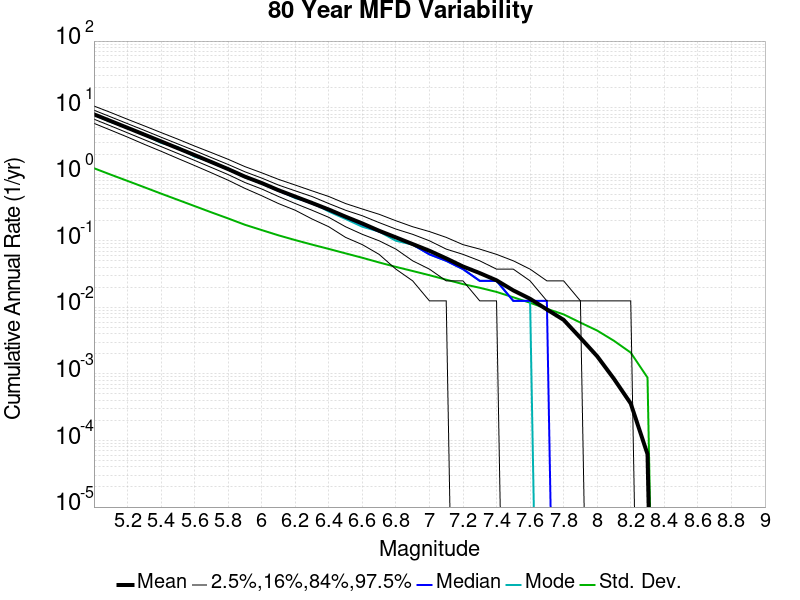 80 Year MFD Variability
10^2
10^1
10^0
10^-1
10^-2
10^-3
10^-4
10^-5
Cumulative Annual Rate (1/yr)
5.2 5.4 5.6 5.8 6 6.2 6.4 6.6 6.8 7 7.2 7.4 7.6 7.8 8 8.2 8.4 8.6 8.8 9
Magnitude
Mean 2.5%,16%,84%,97.5% Median Mode Std. Dev.